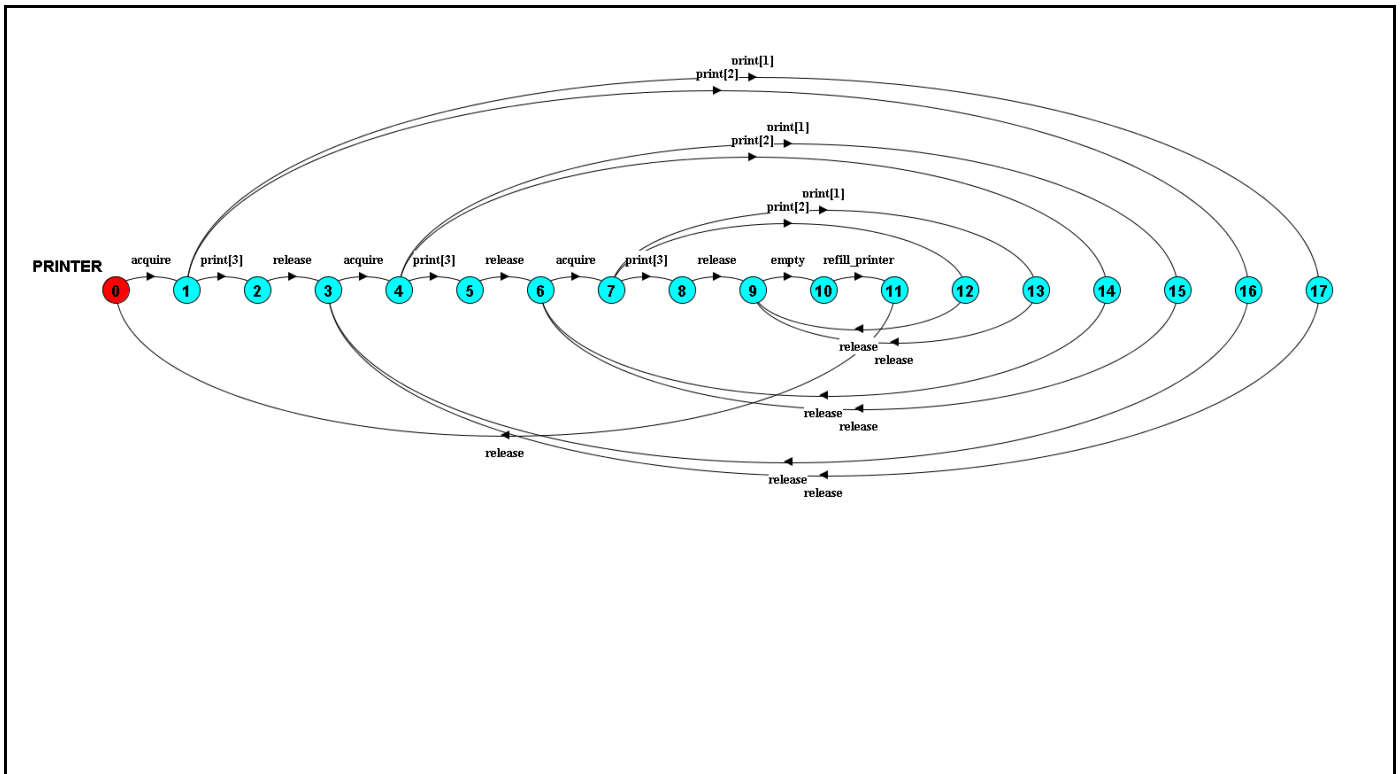 print[1]
print[2]
print[1]
print[2]
print[1]
print[2]
PRINTER
acquire print[3] release acquire print[3] release acquire print[3] release empty refill_printer
0 1 2 3 4 5 6 7 8 9 10 11 12 13 14 15 16 17
release
release
release
release
release
release
release